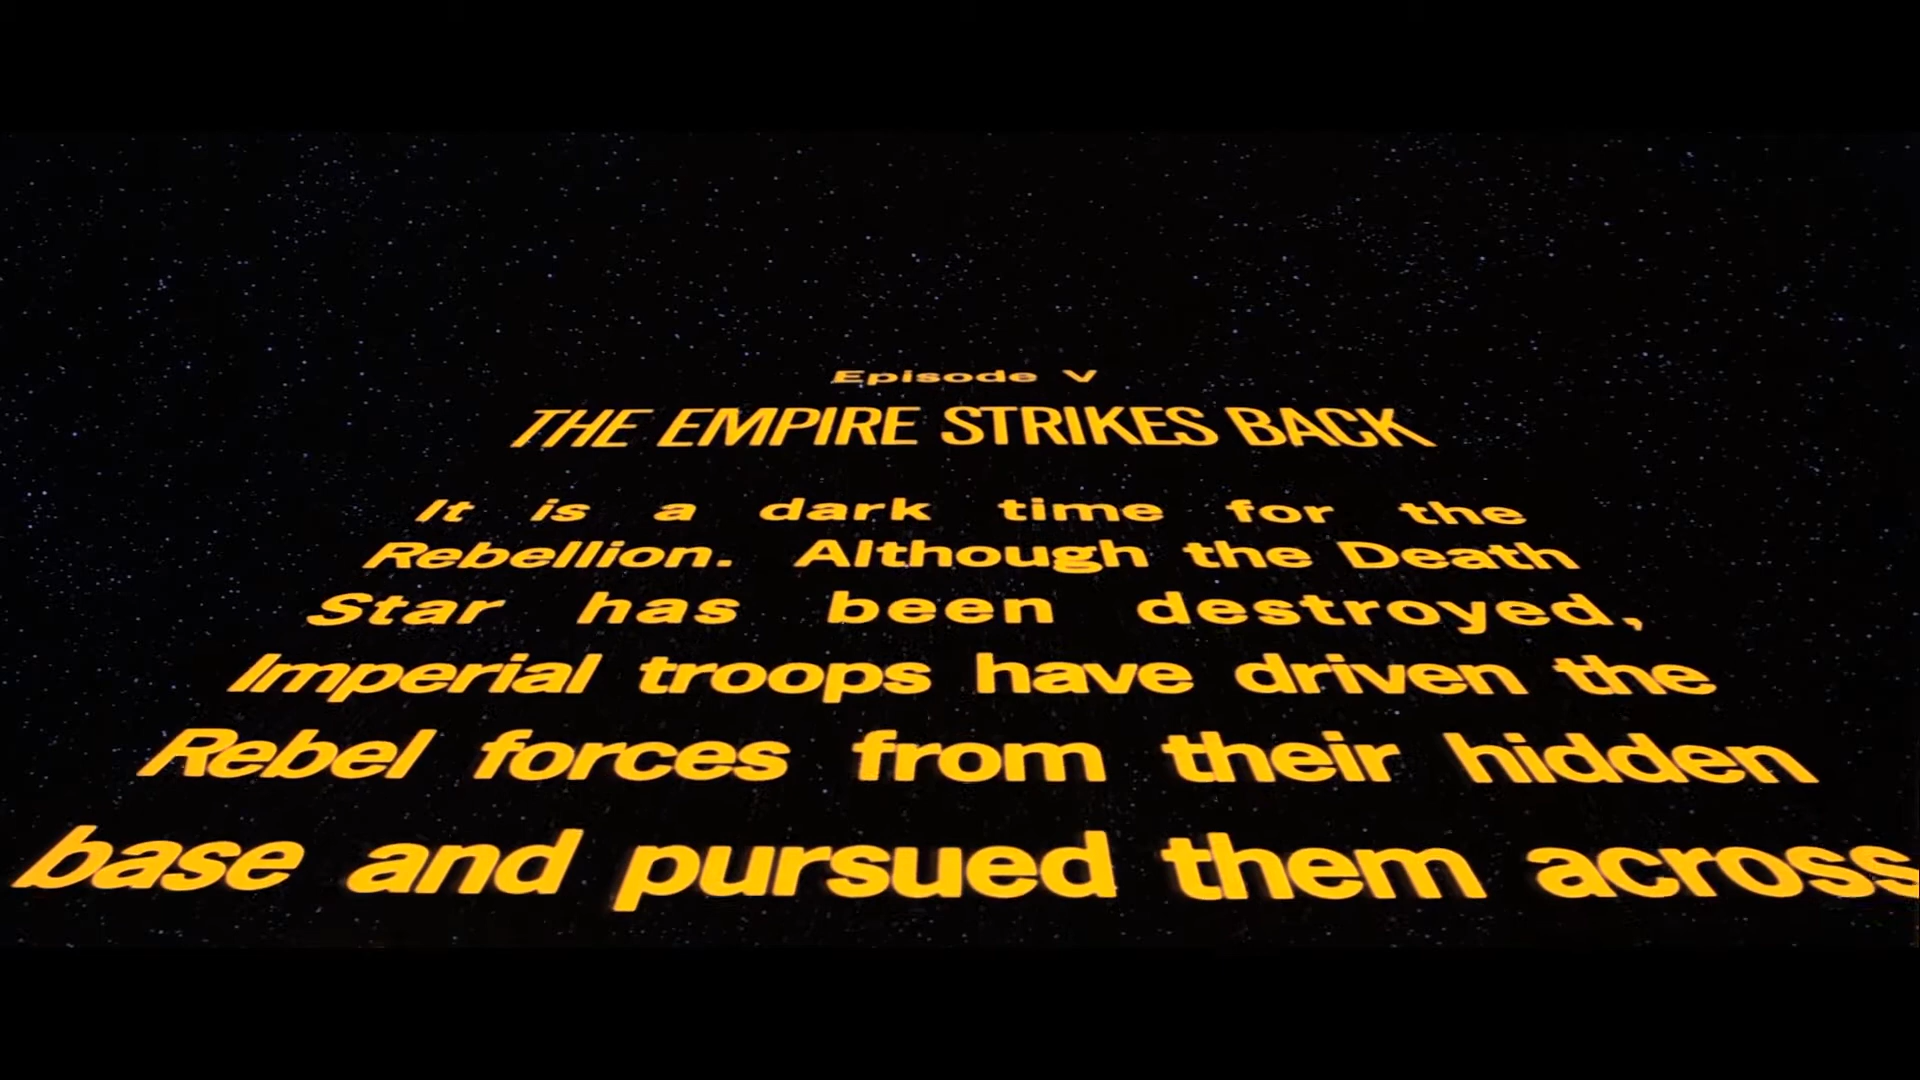 Episode V
THE EMPIRE STRIKES BACK
It is a dark time for the
Rebellion. Although the Death
Star has been destroyed,
Imperial troops have driven the
Rebel forces from their hidden
base and pursued them across